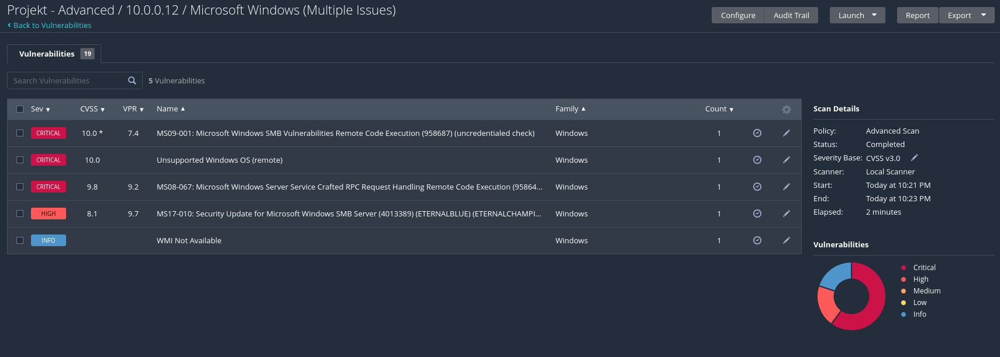 Projekt - Advanced / 10.0.0.12 / Microsoft Windows (Multiple Issues)
Back to Vulnerabilities
Configure Audit Trail Launch Report Export
Vulnerabilities 19
Search Vulnerabilities 5 Vulnerabilities
Sev CVSS VPR Name Family Count
CRITICAL 10.0 * 7.4 MS09-001: Microsoft Windows SMB Vulnerabilities Remote Code Execution (958687) (uncredentialed check) Windows 1
CRITICAL 10.0 Unsupported Windows OS (remote) Windows 1
CRITICAL 9.8 9.2 MS08-067: Microsoft Windows Server Service Crafted RPC Request Handling Remote Code Execution (95864... Windows 1
HIGH 8.1 9.7 MS17-010: Security Update for Microsoft Windows SMB Server (4013389) (ETERNALBLUE) (ETERNALCHAMPI... Windows 1
INFO WMI Not Available Windows 1
Scan Details
Policy: Advanced Scan
Status: Completed
Severity Base: CVSS v3.0
Scanner: Local Scanner
Start: Today at 10:21 PM
End: Today at 10:23 PM
Elapsed: 2 minutes
Vulnerabilities
Critical
High
Medium
Low
Info